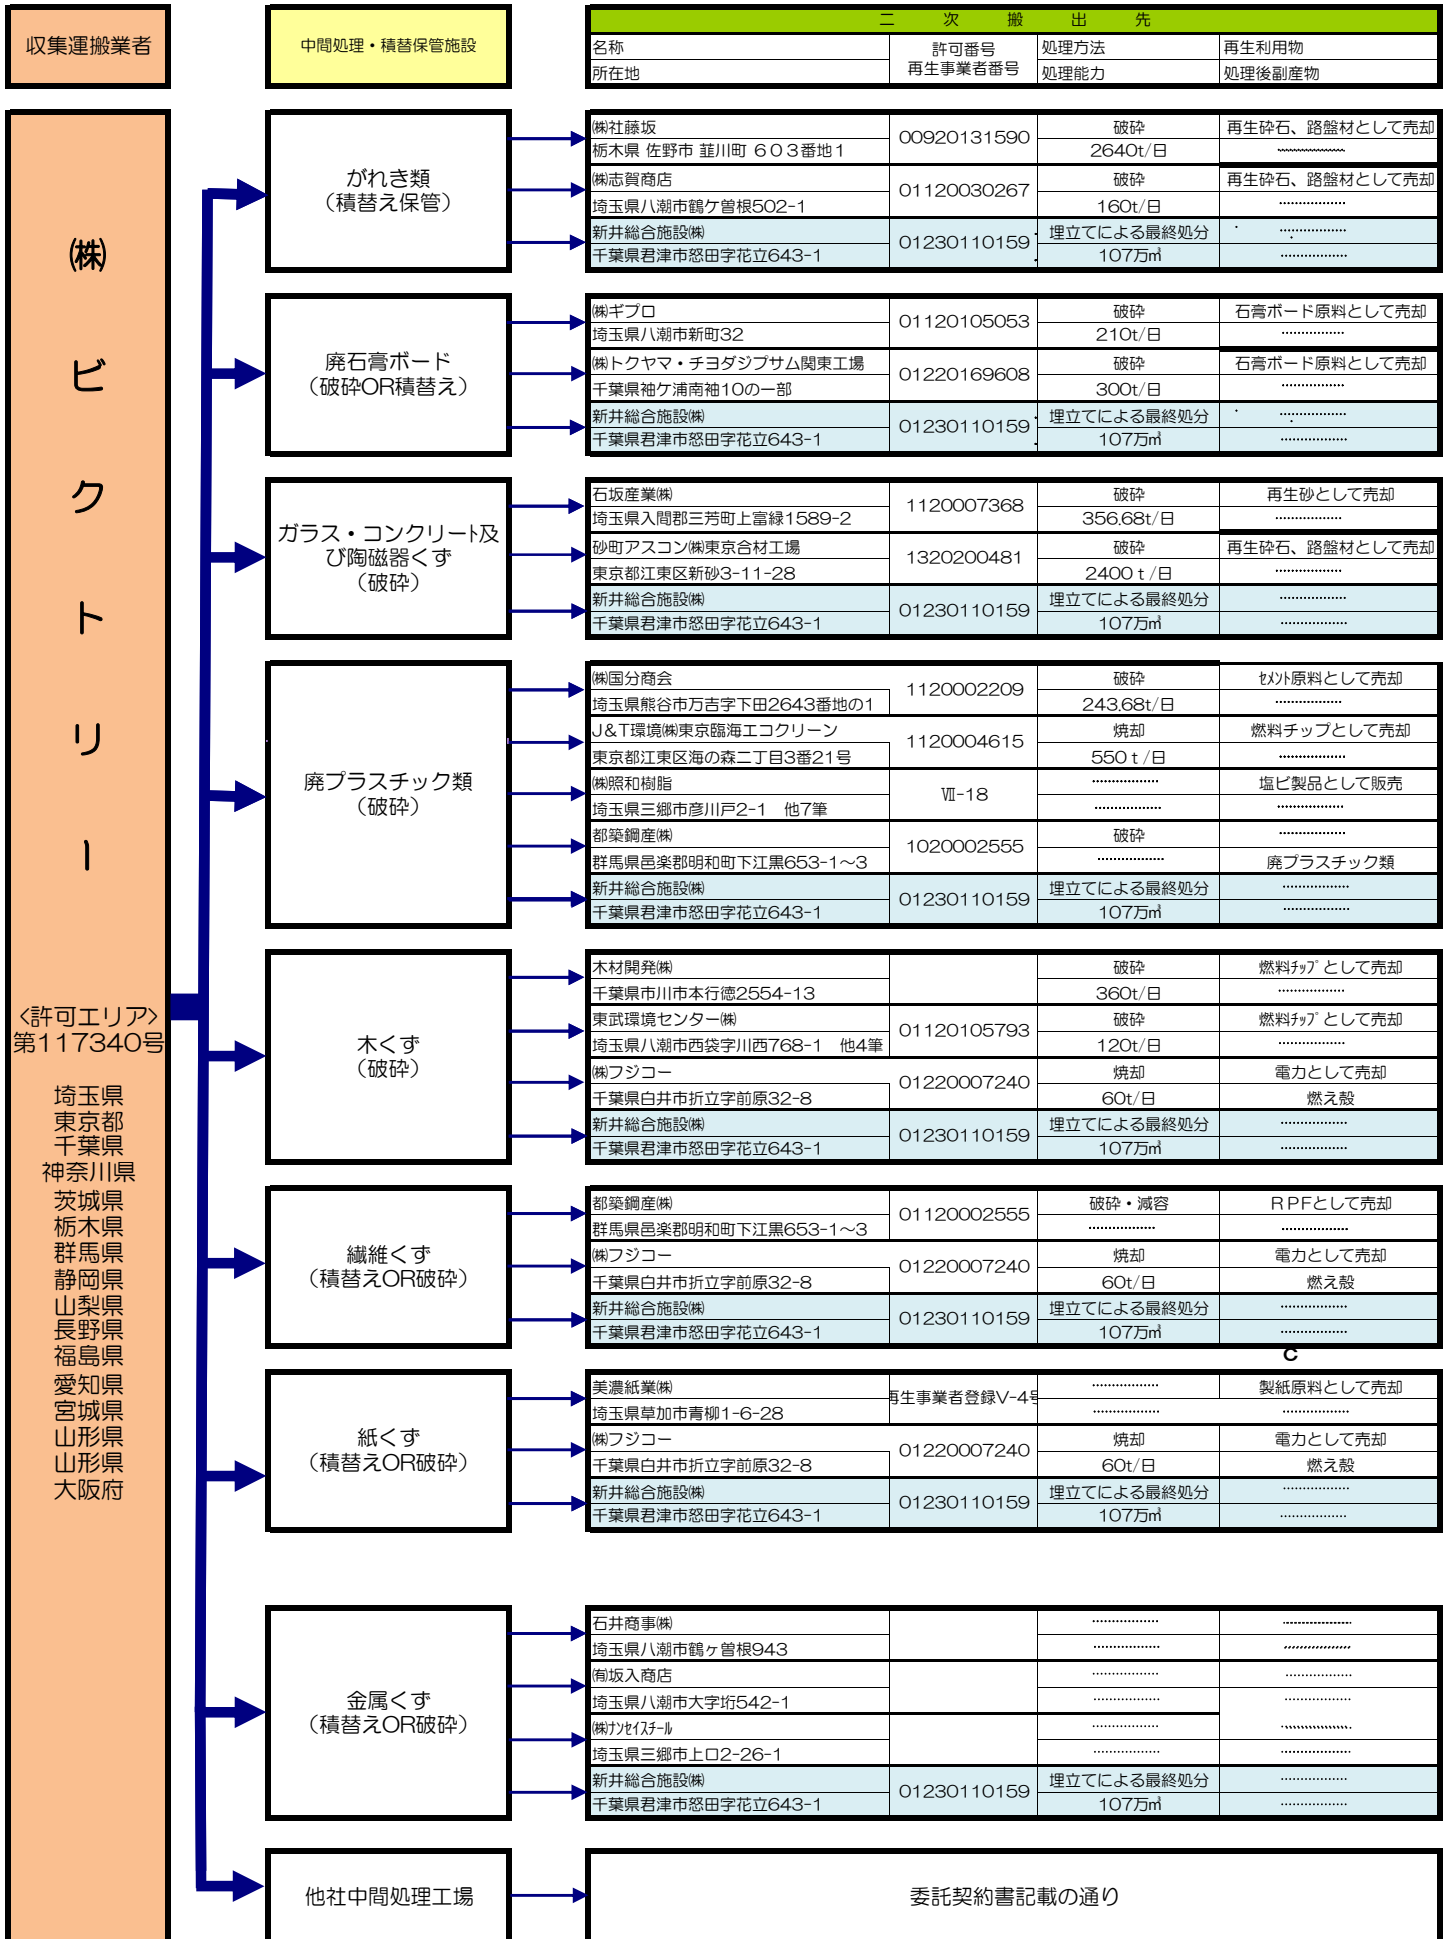 収集運搬業者
中間処理・積替保管施設
二次搬出先
名称
許可番号
再生事業者番号
処理方法
再生利用物
所在地
処理能力
処理後副産物
㈱ビクトリー
<許可エリア>
第117340号
埼玉県
東京都
千葉県
神奈川県
茨城県
栃木県
群馬県
静岡県
山梨県
長野県
福島県
愛知県
宮城県
山形県
山形県
大阪府
がれき類
（積替え保管）
㈱社藤坂
00920131590
破砕
再生砕石、路盤材として売却
栃木県 佐野市 韮川町 ６０３番地１
2640t/日
㈱志賀商店
01120030267
破砕
再生砕石、路盤材として売却
埼玉県八潮市鶴ケ曽根502-1
160t/日
新井総合施設㈱
01230110159
埋立てによる最終処分
千葉県君津市怒田字花立643-1
107万㎥
廃石膏ボード
（破砕OR積替え）
㈱ギプロ
01120105053
破砕
石膏ボード原料として売却
埼玉県八潮市新町32
210t/日
㈱トクヤマ・チヨダジプサム関東工場
01220169608
破砕
石膏ボード原料として売却
千葉県袖ケ浦南袖10の一部
300t/日
新井総合施設㈱
01230110159
埋立てによる最終処分
千葉県君津市怒田字花立643-1
107万㎥
ガラス・コンクリート及
び陶磁器くず
（破砕）
石坂産業㈱
1120007368
破砕
再生砂として売却
埼玉県入間郡三芳町上富緑1589-2
356.68t/日
砂町アスコン㈱東京合材工場
1320200481
破砕
再生砕石、路盤材として売却
東京都江東区新砂3-11-28
2400ｔ/日
新井総合施設㈱
01230110159
埋立てによる最終処分
千葉県君津市怒田字花立643-1
107万㎥
廃プラスチック類
（破砕）
㈱国分商会
1120002209
破砕
ｾﾒﾝﾄ原料として売却
埼玉県熊谷市万吉字下田2643番地の1
243.68t/日
J&T環境㈱東京臨海エコクリーン
1120004615
焼却
燃料チップとして売却
東京都江東区海の森二丁目3番21号
550ｔ/日
㈱照和樹脂
Ⅶ-18
塩ビ製品として販売
埼玉県三郷市彦川戸2-1　他7筆
都築鋼産㈱
1020002555
破砕
群馬県邑楽郡明和町下江黒653-1～3
廃プラスチック類
新井総合施設㈱
01230110159
埋立てによる最終処分
千葉県君津市怒田字花立643-1
107万㎥
木くず
（破砕）
木材開発㈱
破砕
燃料ﾁｯﾌﾟとして売却
千葉県市川市本行徳2554-13
360t/日
東武環境センター㈱
01120105793
破砕
燃料ﾁｯﾌﾟとして売却
埼玉県八潮市西袋字川西768-1　他4筆
120t/日
㈱フジコー
01220007240
焼却
電力として売却
千葉県白井市折立字前原32-8
60t/日
燃え殻
新井総合施設㈱
01230110159
埋立てによる最終処分
千葉県君津市怒田字花立643-1
107万㎥
繊維くず
（積替えOR破砕）
都築鋼産㈱
01120002555
破砕・減容
ＲＰFとして売却
群馬県邑楽郡明和町下江黒653-1～3
㈱フジコー
01220007240
焼却
電力として売却
千葉県白井市折立字前原32-8
60t/日
燃え殻
新井総合施設㈱
01230110159
埋立てによる最終処分
千葉県君津市怒田字花立643-1
107万㎥
C
紙くず
（積替えOR破砕）
美濃紙業㈱
再生事業者登録V-4号
製紙原料として売却
埼玉県草加市青柳1-6-28
㈱フジコー
01220007240
焼却
電力として売却
千葉県白井市折立字前原32-8
60t/日
燃え殻
新井総合施設㈱
01230110159
埋立てによる最終処分
千葉県君津市怒田字花立643-1
107万㎥
金属くず
（積替えOR破砕）
石井商事㈱
埼玉県八潮市鶴ヶ曽根943
㈲坂入商店
埼玉県八潮市大字垳542-1
㈱ﾅﾝｾｲｽﾁｰﾙ
埼玉県三郷市上口2-26-1
新井総合施設㈱
01230110159
埋立てによる最終処分
千葉県君津市怒田字花立643-1
107万㎥
他社中間処理工場
委託契約書記載の通り